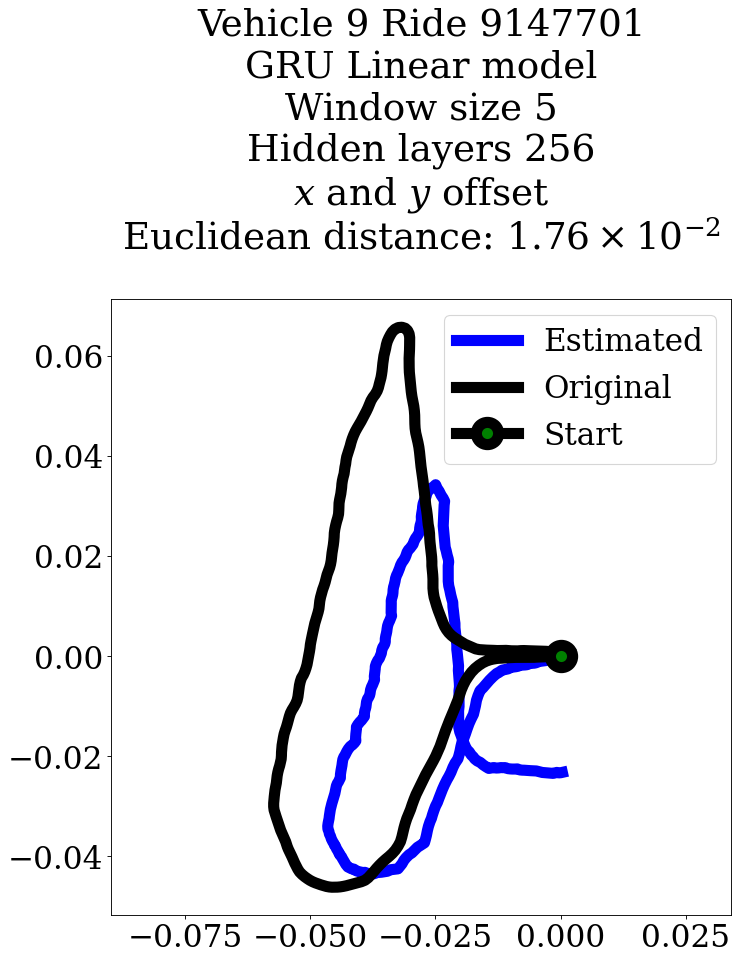 Vehicle 9 Ride 9147701
GRU Linear model
Window size 5
Hidden layers 256
x and y offset
Euclidean distance: 1.76 × 10⁻²
Estimated
Original
Start
0.06
0.04
0.02
0.00
−0.02
−0.04
−0.075 −0.050 −0.025 0.000 0.025